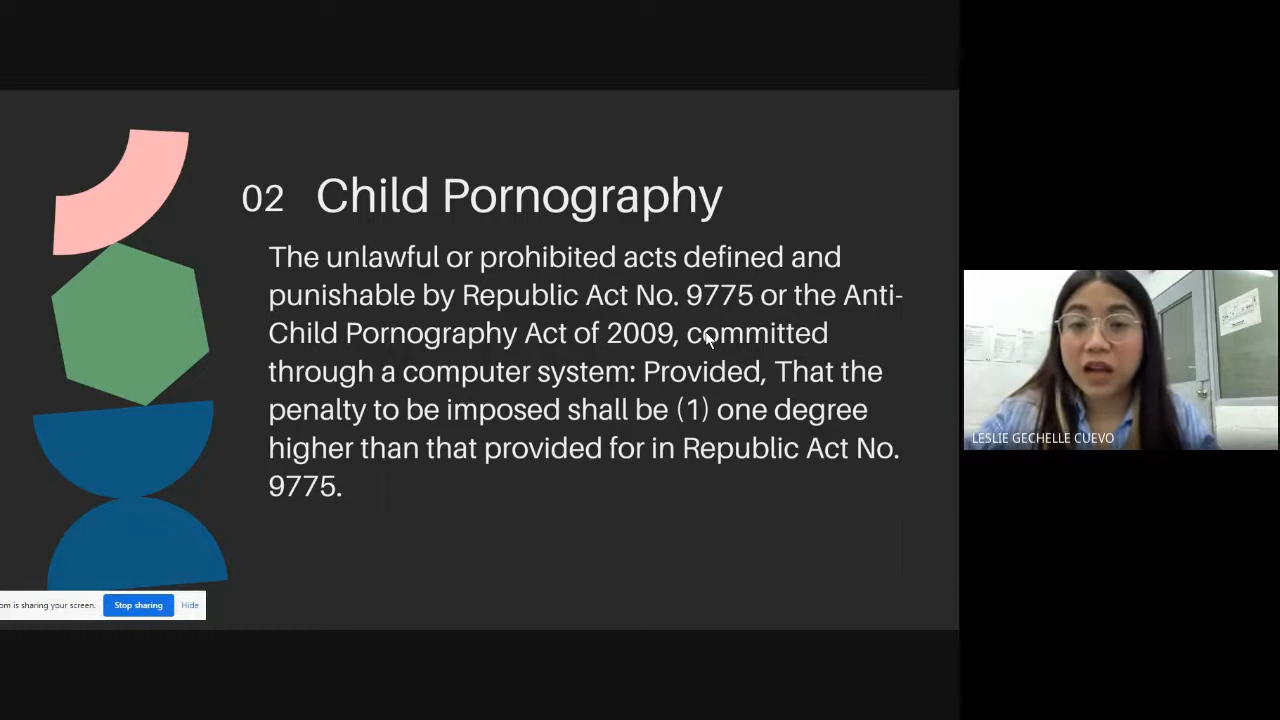 02 Child Pornography
The unlawful or prohibited acts defined and
punishable by Republic Act No. 9775 or the Anti-
Child Pornography Act of 2009, committed
through a computer system: Provided, That the
penalty to be imposed shall be (1) one degree
higher than that provided for in Republic Act No.
9775.
om is sharing your screen. Stop sharing Hide
LESLIE GECHELLE CUEVO